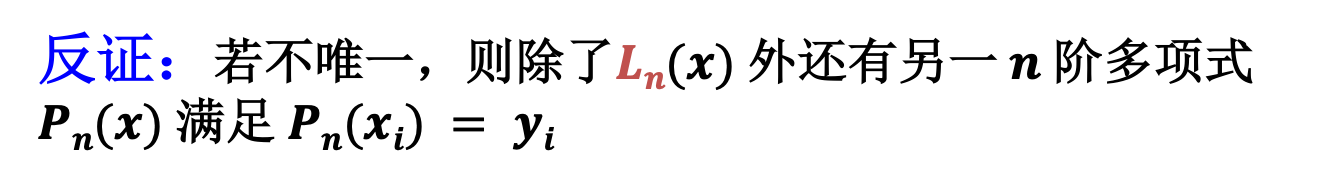 反证：若不唯一，则除了Lₙ(x) 外还有另一 n 阶多项式
Pₙ(x) 满足 Pₙ(xᵢ) = yᵢ